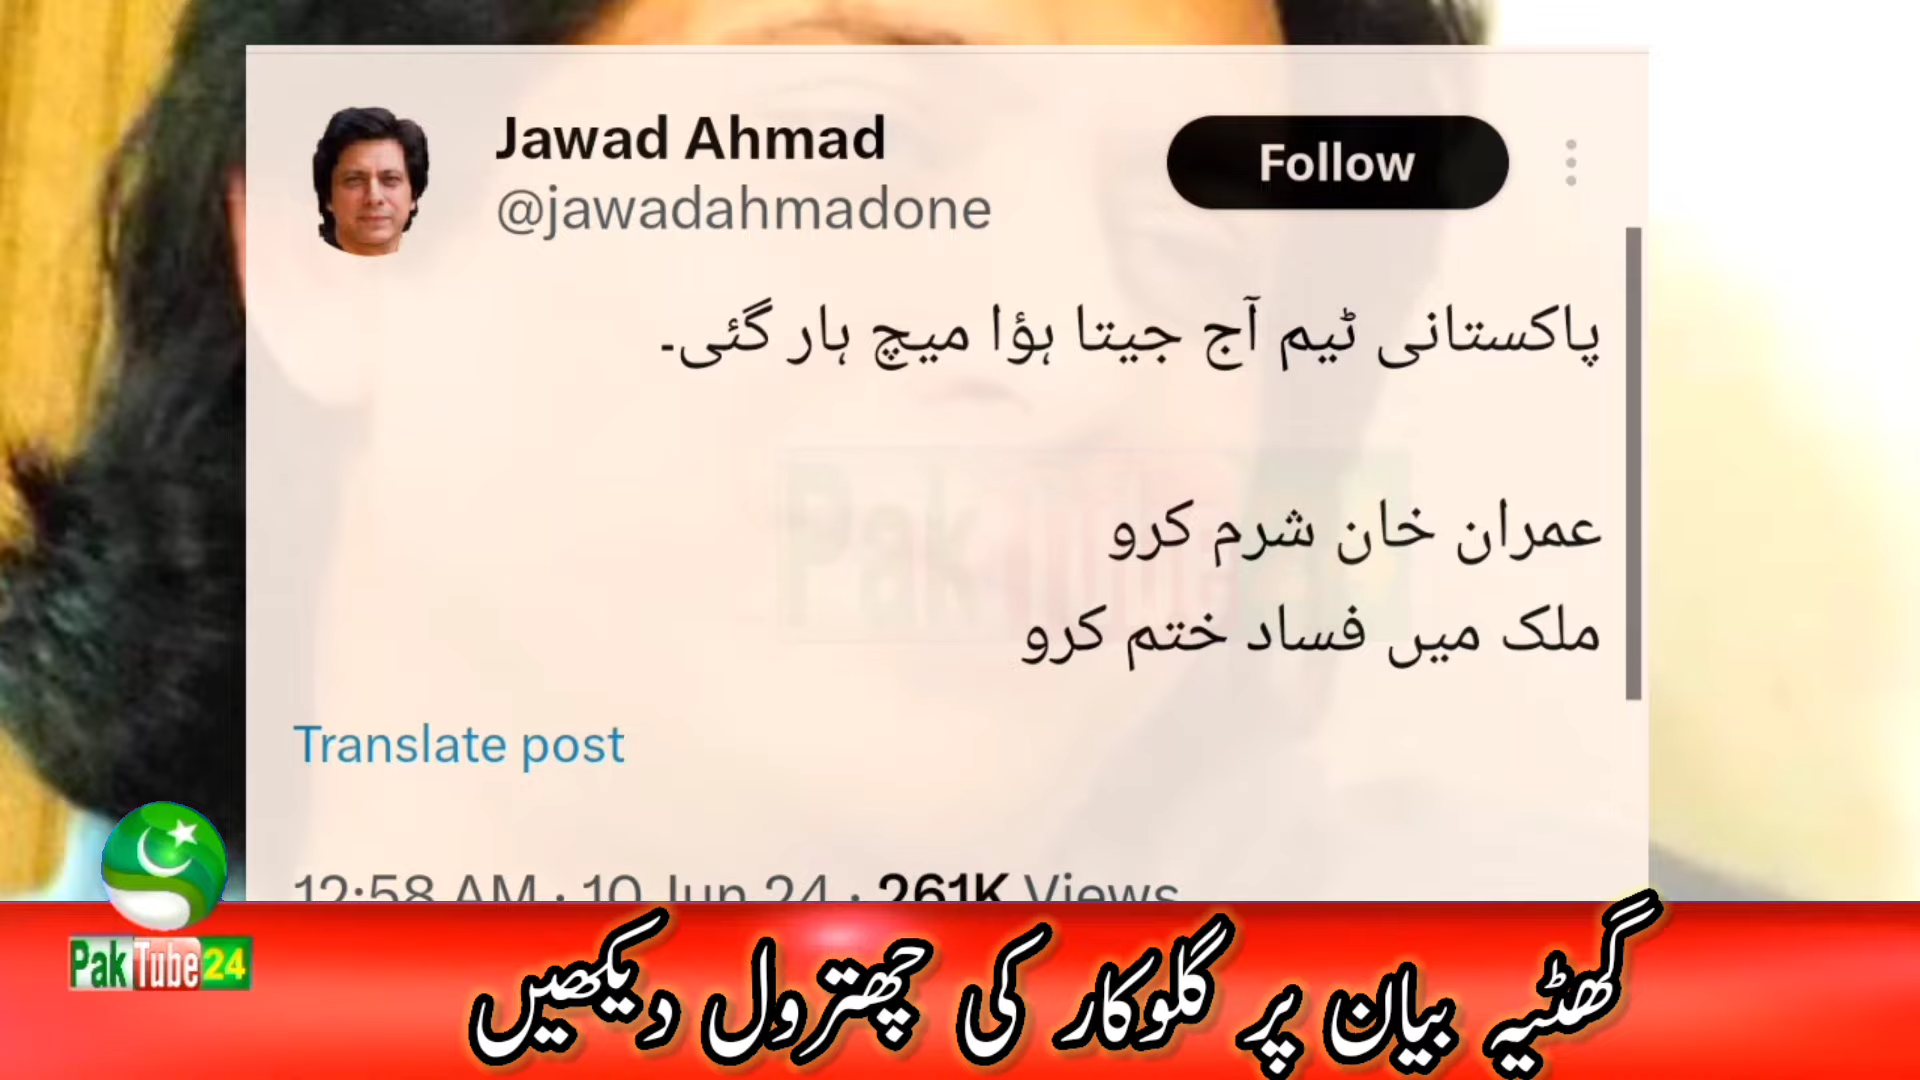 Jawad Ahmad
@jawadahmadone
Follow
پاکستانی ٹیم آج جیتا ہؤا میچ ہار گئی۔
عمران خان شرم کرو
ملک میں فساد ختم کرو
Translate post
12:58 AM · 10 Jun 24 · 261K Views
PakTube24
PakTube24
گھٹیہ بیان پر گلوکار کی چھترول دیکھیں